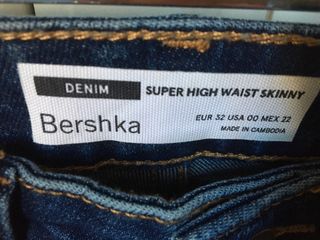 DENIM
SUPER HIGH WAIST SKINNY
Bershka
EUR 32 USA 00 MEX 22
MADE IN CAMBODIA